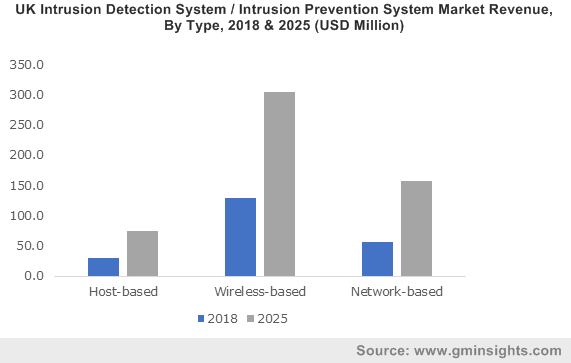 UK Intrusion Detection System / Intrusion Prevention System Market Revenue,
By Type, 2018 & 2025 (USD Million)
350.0
300.0
250.0
200.0
150.0
100.0
50.0
0.0
Host-based Wireless-based Network-based
2018 2025
Source: www.gminsights.com